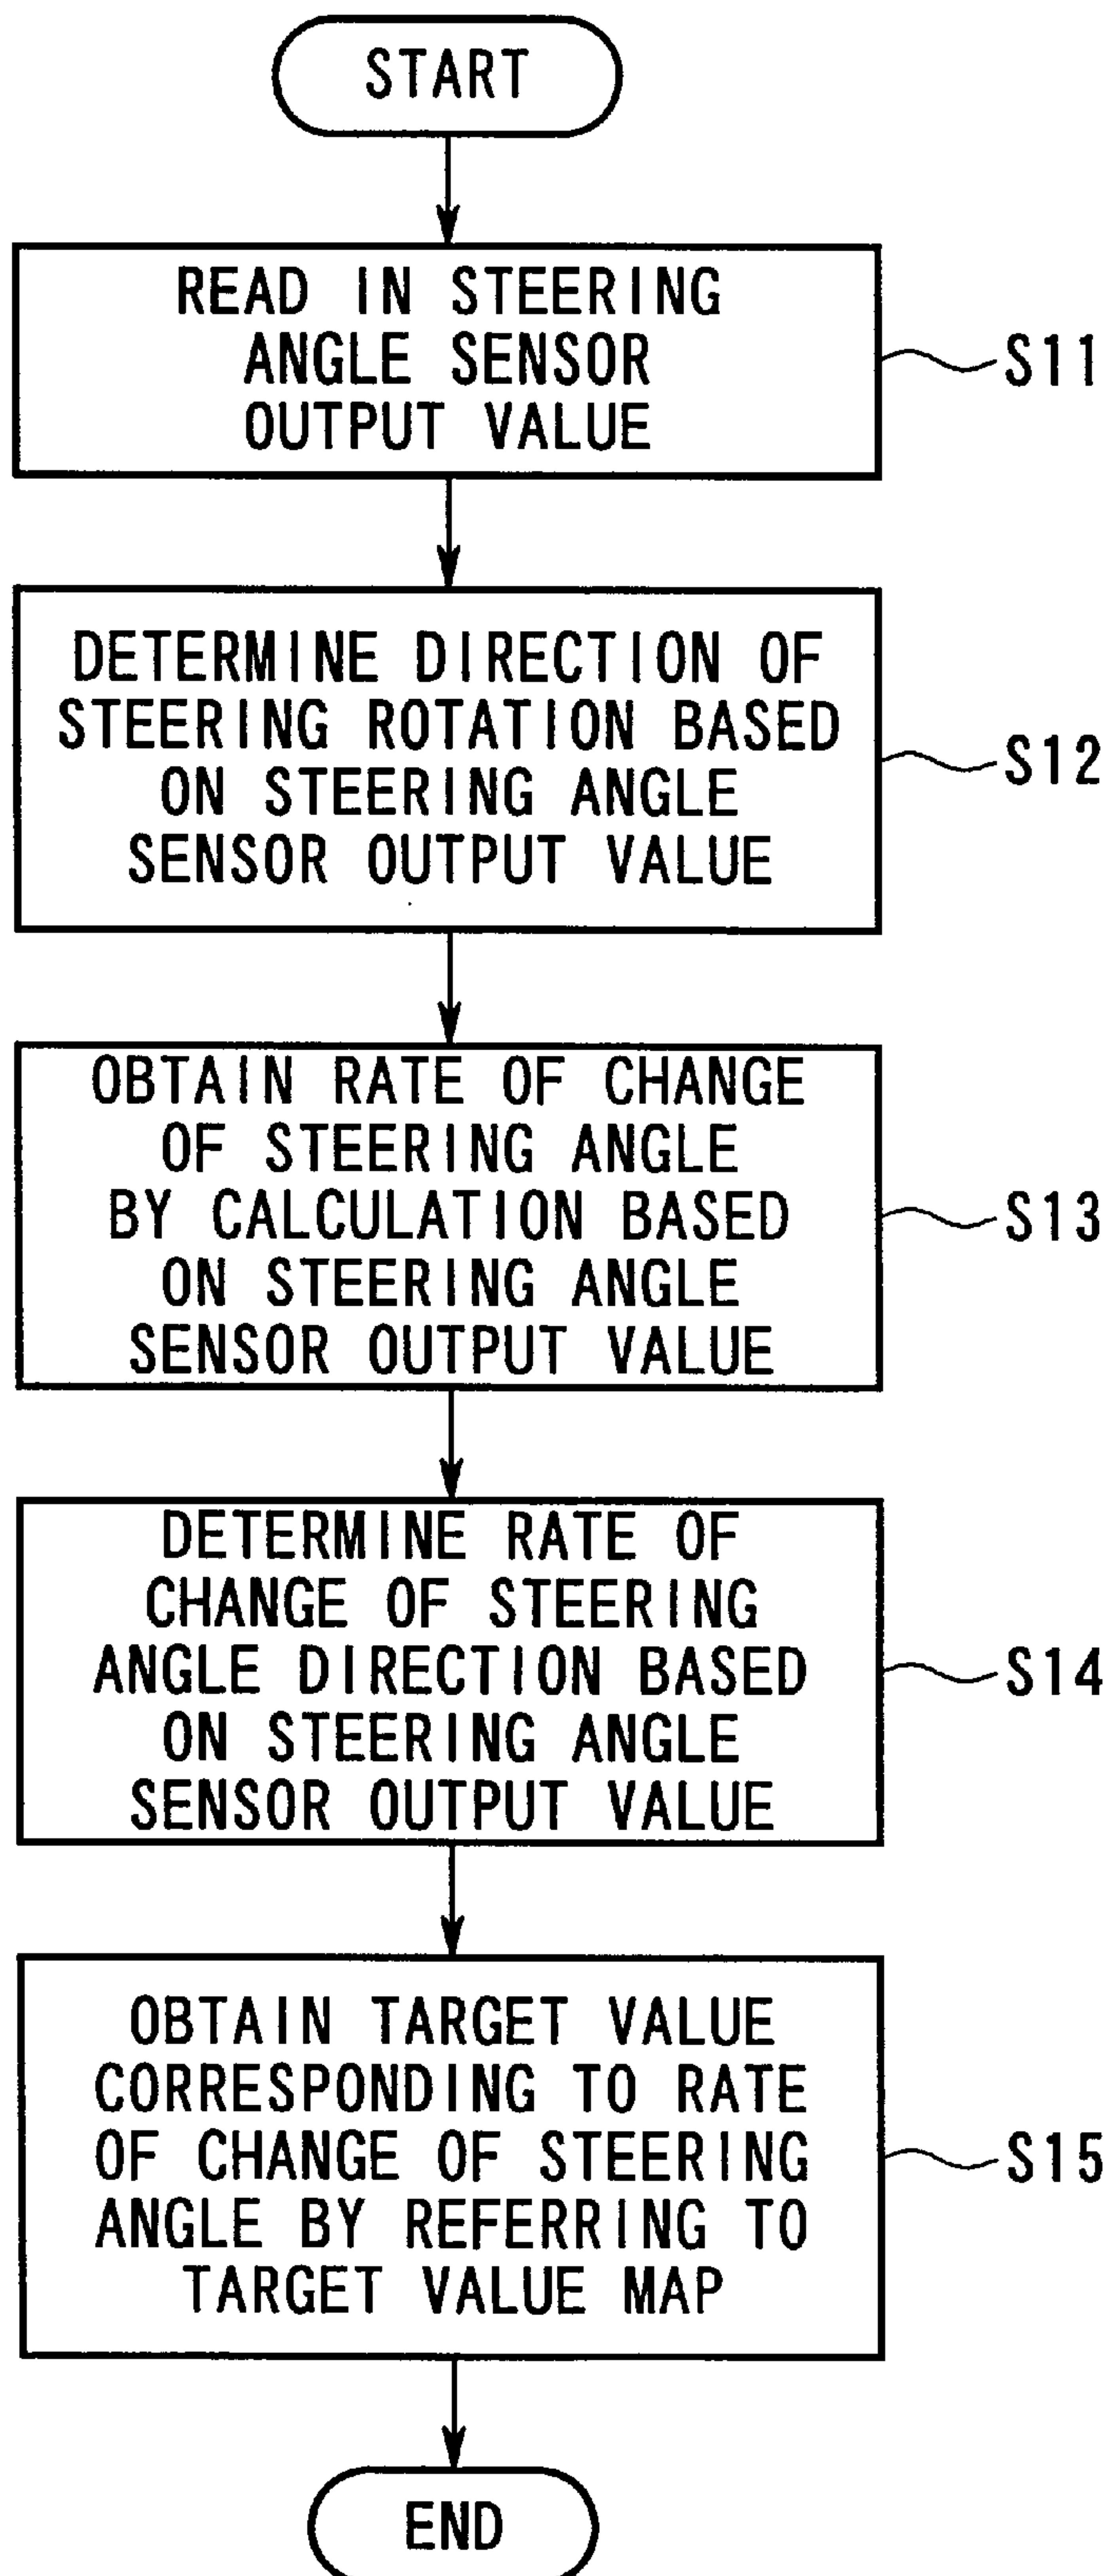 START
READ IN STEERING
ANGLE SENSOR
OUTPUT VALUE
S11
DETERMINE DIRECTION OF
STEERING ROTATION BASED
ON STEERING ANGLE
SENSOR OUTPUT VALUE
S12
OBTAIN RATE OF CHANGE
OF STEERING ANGLE
BY CALCULATION BASED
ON STEERING ANGLE
SENSOR OUTPUT VALUE
S13
DETERMINE RATE OF
CHANGE OF STEERING
ANGLE DIRECTION BASED
ON STEERING ANGLE
SENSOR OUTPUT VALUE
S14
OBTAIN TARGET VALUE
CORRESPONDING TO RATE
OF CHANGE OF STEERING
ANGLE BY REFERRING TO
TARGET VALUE MAP
S15
END